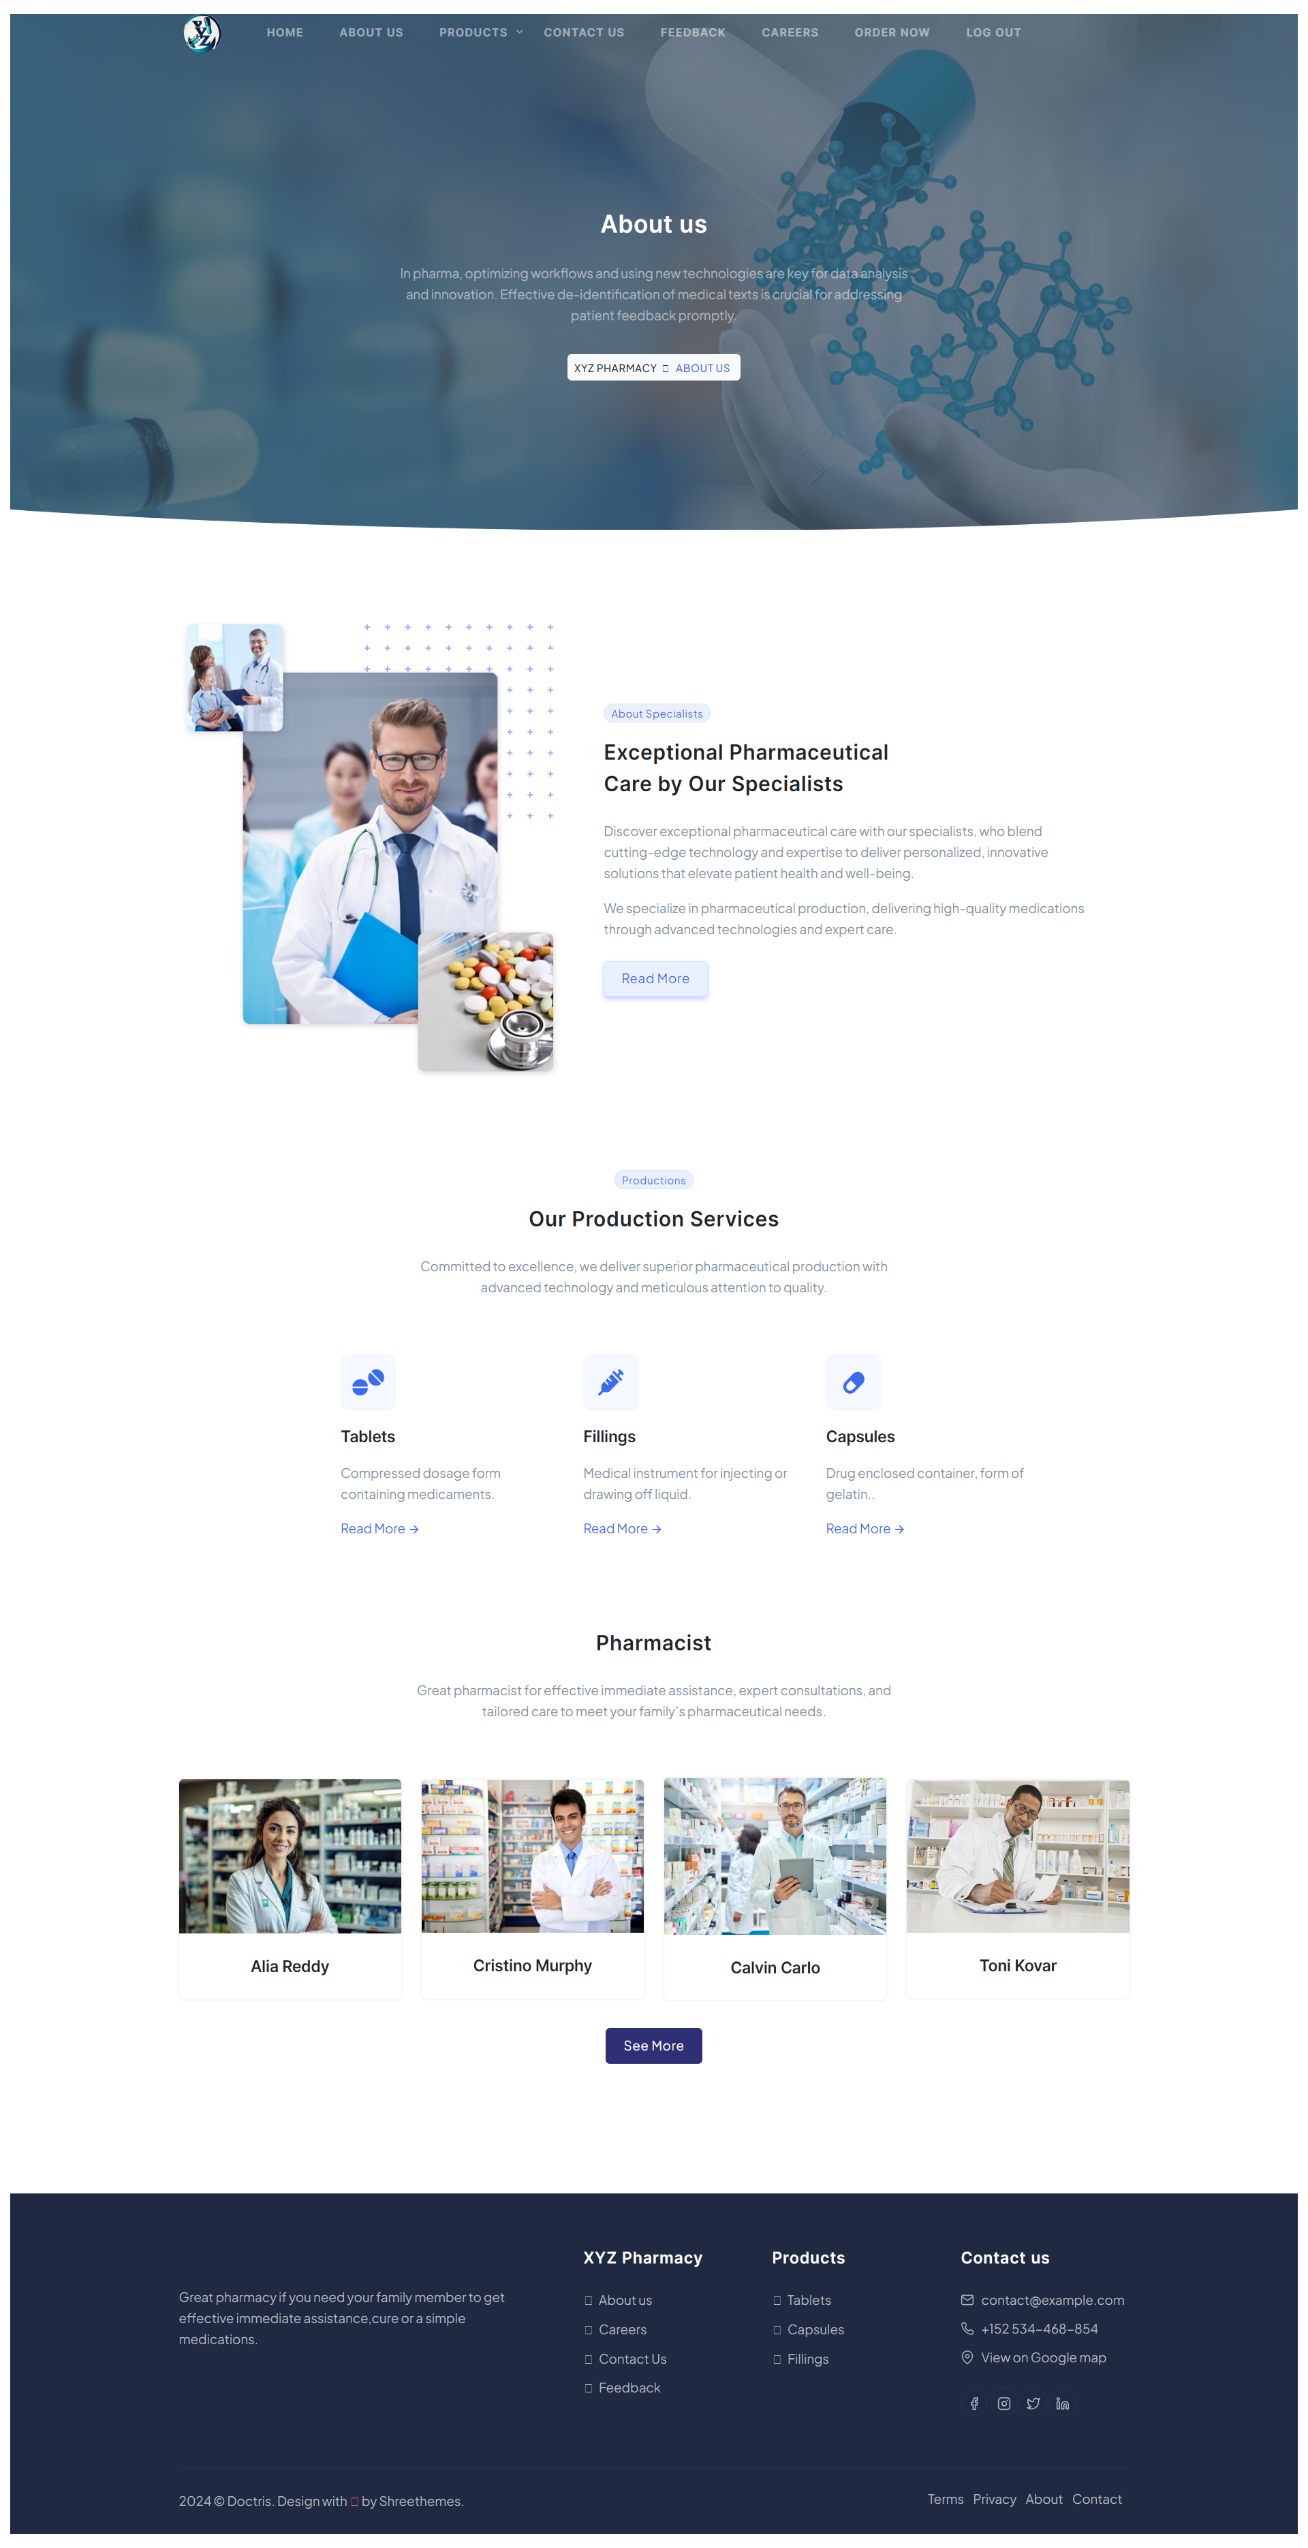 XYZ
HOME ABOUT US PRODUCTS CONTACT US FEEDBACK CAREERS ORDER NOW LOG OUT
About us
In pharma, optimizing workflows and using new technologies are key for data analysis
and innovation. Effective de-identification of medical texts is crucial for addressing
patient feedback promptly.
XYZ PHARMACY ABOUT US
About Specialists
Exceptional Pharmaceutical
Care by Our Specialists
Discover exceptional pharmaceutical care with our specialists, who blend
cutting-edge technology and expertise to deliver personalized, innovative
solutions that elevate patient health and well-being.
We specialize in pharmaceutical production, delivering high-quality medications
through advanced technologies and expert care.
Read More
Productions
Our Production Services
Committed to excellence, we deliver superior pharmaceutical production with
advanced technology and meticulous attention to quality.
Tablets
Compressed dosage form
containing medicaments.
Read More →
Fillings
Medical instrument for injecting or
drawing off liquid.
Read More →
Capsules
Drug enclosed container, form of
gelatin..
Read More →
Pharmacist
Great pharmacist for effective immediate assistance, expert consultations, and
tailored care to meet your family's pharmaceutical needs.
Alia Reddy
Cristino Murphy
Calvin Carlo
Toni Kovar
See More
Great pharmacy if you need your family member to get
effective immediate assistance,cure or a simple
medications.
XYZ Pharmacy
About us
Careers
Contact Us
Feedback
Products
Tablets
Capsules
Fillings
Contact us
contact@example.com
+152 534-468-854
View on Google map
2024 © Doctris. Design with by Shreethemes.
Terms Privacy About Contact